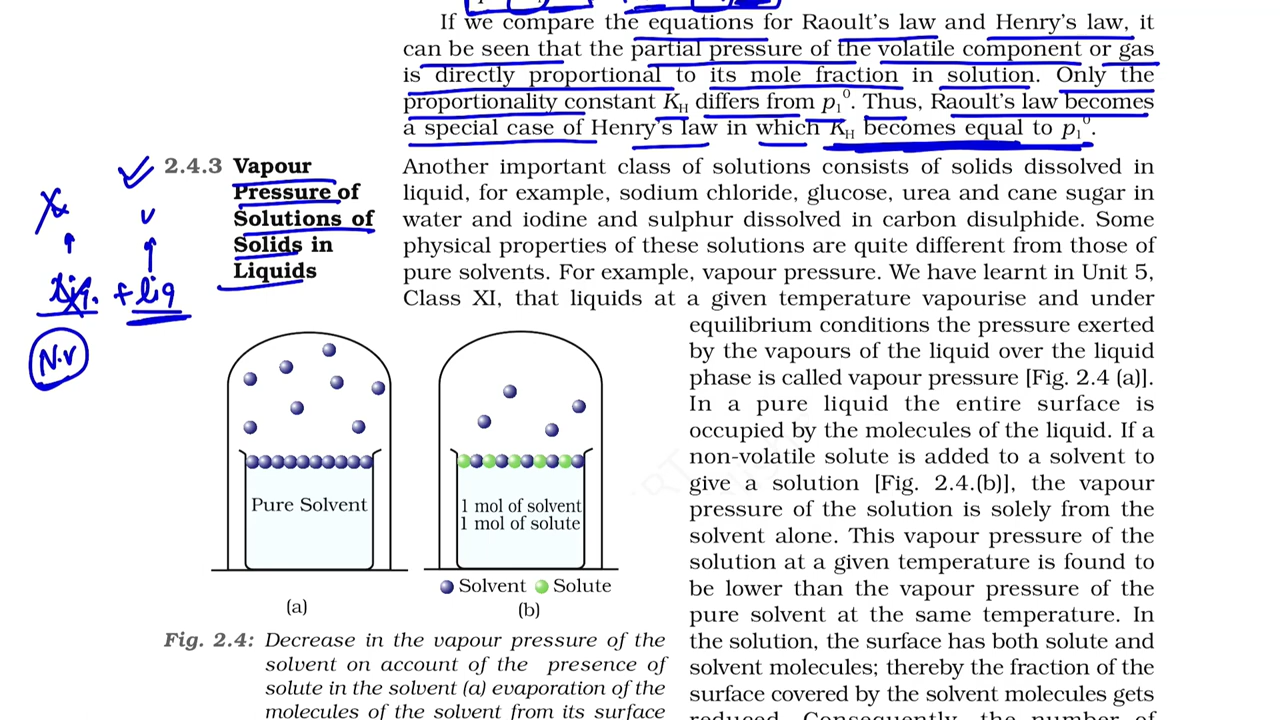 If we compare the equations for Raoult's law and Henry's law, it
can be seen that the partial pressure of the volatile component or gas
is directly proportional to its mole fraction in solution. Only the
proportionality constant K_H differs from p₁⁰. Thus, Raoult's law becomes
a special case of Henry's law in which K_H becomes equal to p₁⁰.
2.4.3 Vapour
Pressure of
Solutions of
Solids in
Liquids
+ liq
N.V
Another important class of solutions consists of solids dissolved in
liquid, for example, sodium chloride, glucose, urea and cane sugar in
water and iodine and sulphur dissolved in carbon disulphide. Some
physical properties of these solutions are quite different from those of
pure solvents. For example, vapour pressure. We have learnt in Unit 5,
Class XI, that liquids at a given temperature vapourise and under
equilibrium conditions the pressure exerted
by the vapours of the liquid over the liquid
phase is called vapour pressure [Fig. 2.4 (a)].
In a pure liquid the entire surface is
occupied by the molecules of the liquid. If a
non-volatile solute is added to a solvent to
give a solution [Fig. 2.4.(b)], the vapour
pressure of the solution is solely from the
solvent alone. This vapour pressure of the
solution at a given temperature is found to
be lower than the vapour pressure of the
pure solvent at the same temperature. In
the solution, the surface has both solute and
solvent molecules; thereby the fraction of the
surface covered by the solvent molecules gets
reduced. Consequently, the number of
Pure Solvent
1 mol of solvent
1 mol of solute
Solvent Solute
(a)
(b)
Fig. 2.4: Decrease in the vapour pressure of the
solvent on account of the presence of
solute in the solvent (a) evaporation of the
molecules of the solvent from its surface